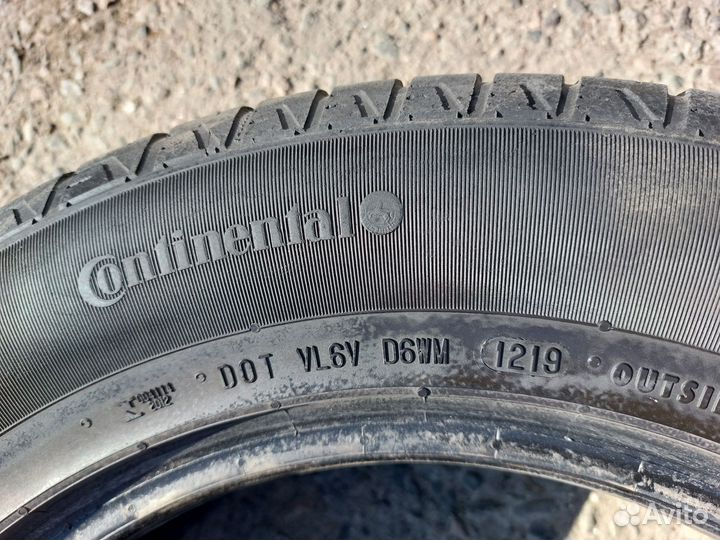 Continental
DOT VL6V D6WM 1219 OUTSI
Avito